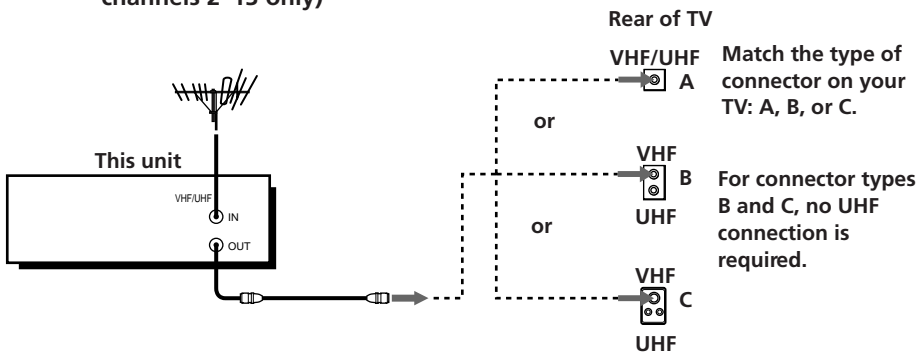 channels 2–13 only)
Rear of TV
VHF/UHF
A
Match the type of
connector on your
TV: A, B, or C.
or
This unit
VHF/UHF
IN
OUT
VHF
B
UHF
For connector types
B and C, no UHF
connection is
required.
or
VHF
C
UHF